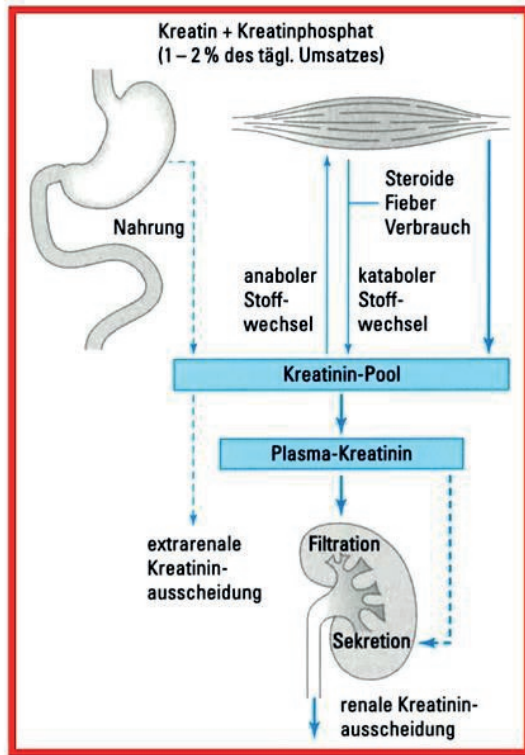 Kreatin + Kreatinphosphat
(1 – 2 % des tägl. Umsatzes)
Nahrung
Steroide
Fieber
Verbrauch
anaboler
Stoff-
wechsel
kataboler
Stoff-
wechsel
Kreatinin-Pool
Plasma-Kreatinin
extrarenale
Kreatinin-
ausscheidung
Filtration
Sekretion
renale Kreatinin-
ausscheidung